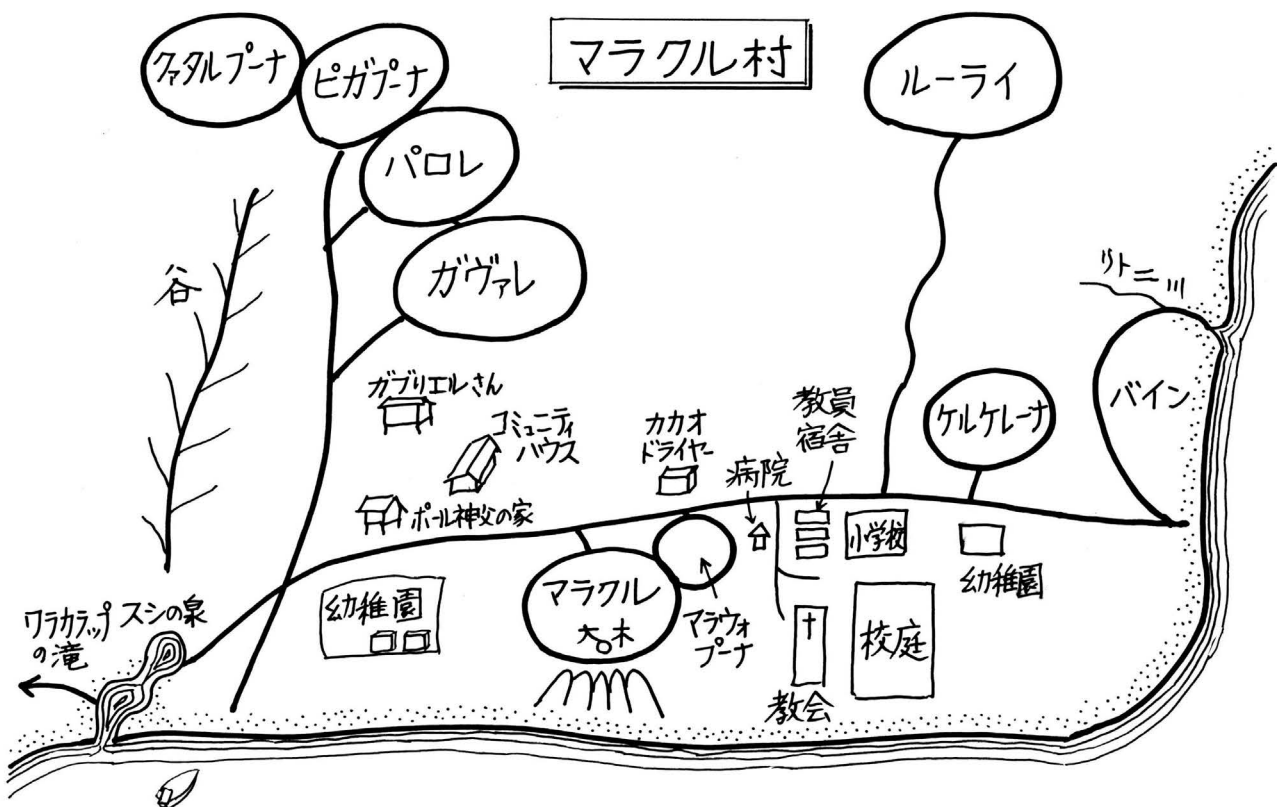 マラクル村
クァタルプーナ
ピガプーナ
パロレ
ガヴァレ
ルーライ
谷
リトニ川
バイン
ケルケレーナ
ガブリエルさん
コミュニティ
ハウス
ポール神父の家
カカオ
ドライヤー
病院
教員
宿舎
小学校
幼稚園
校庭
教会
マラウォ
プーナ
マラクル
大木
幼稚園
スシの泉
ワラカラップ
の滝